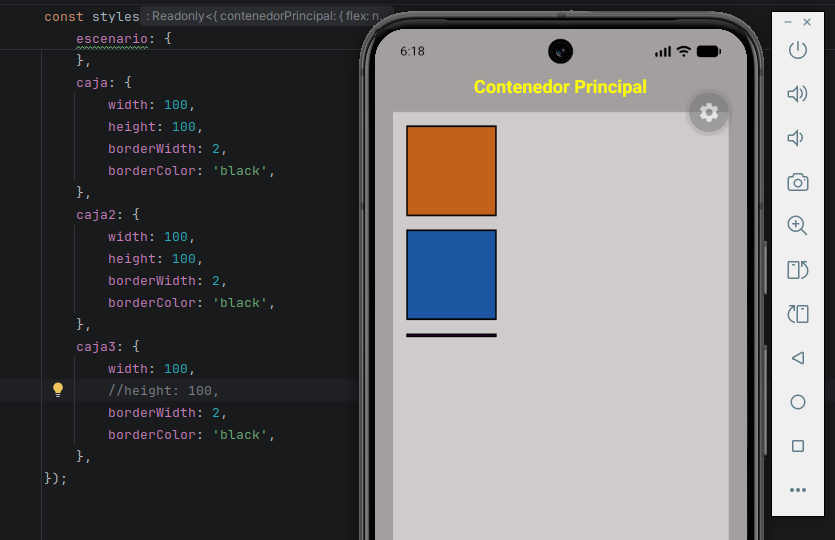 const styles : Readonly<{ contenedorPrincipal: { flex: n...
escenario: {
},
caja: {
width: 100,
height: 100,
borderWidth: 2,
borderColor: 'black',
},
caja2: {
width: 100,
height: 100,
borderWidth: 2,
borderColor: 'black',
},
caja3: {
width: 100,
//height: 100,
borderWidth: 2,
borderColor: 'black',
},
});
6:18
Contenedor Principal